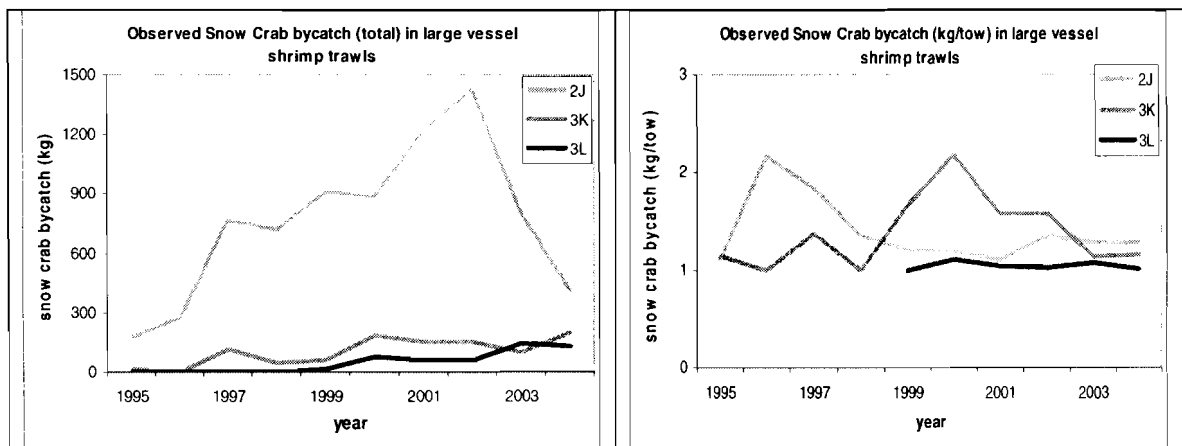 Observed Snow Crab bycatch (total) in large vessel
shrimp trawls
1500
1200
900
600
300
0
snow crab bycatch (kg)
2J
3K
3L
1995
1997
1999
2001
2003
year
Observed Snow Crab bycatch (kg/tow) in large vessel
shrimp trawls
3
2
1
0
snow crab bycatch (kg/tow)
2J
3K
3L
1995
1997
1999
2001
2003
year